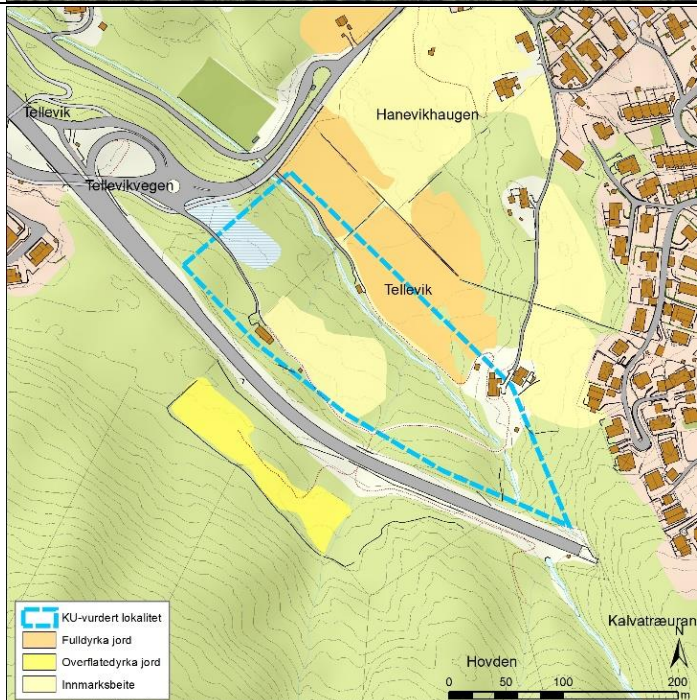 Tellevik
Hanevikhaugen
Tellevikvegen
Tellevik
KU-vurdert lokalitet
Fulldyrka jord
Overflatedyrka jord
Innmarksbeite
Hovden
Kalvatræuran
N
0 50 100 200
m